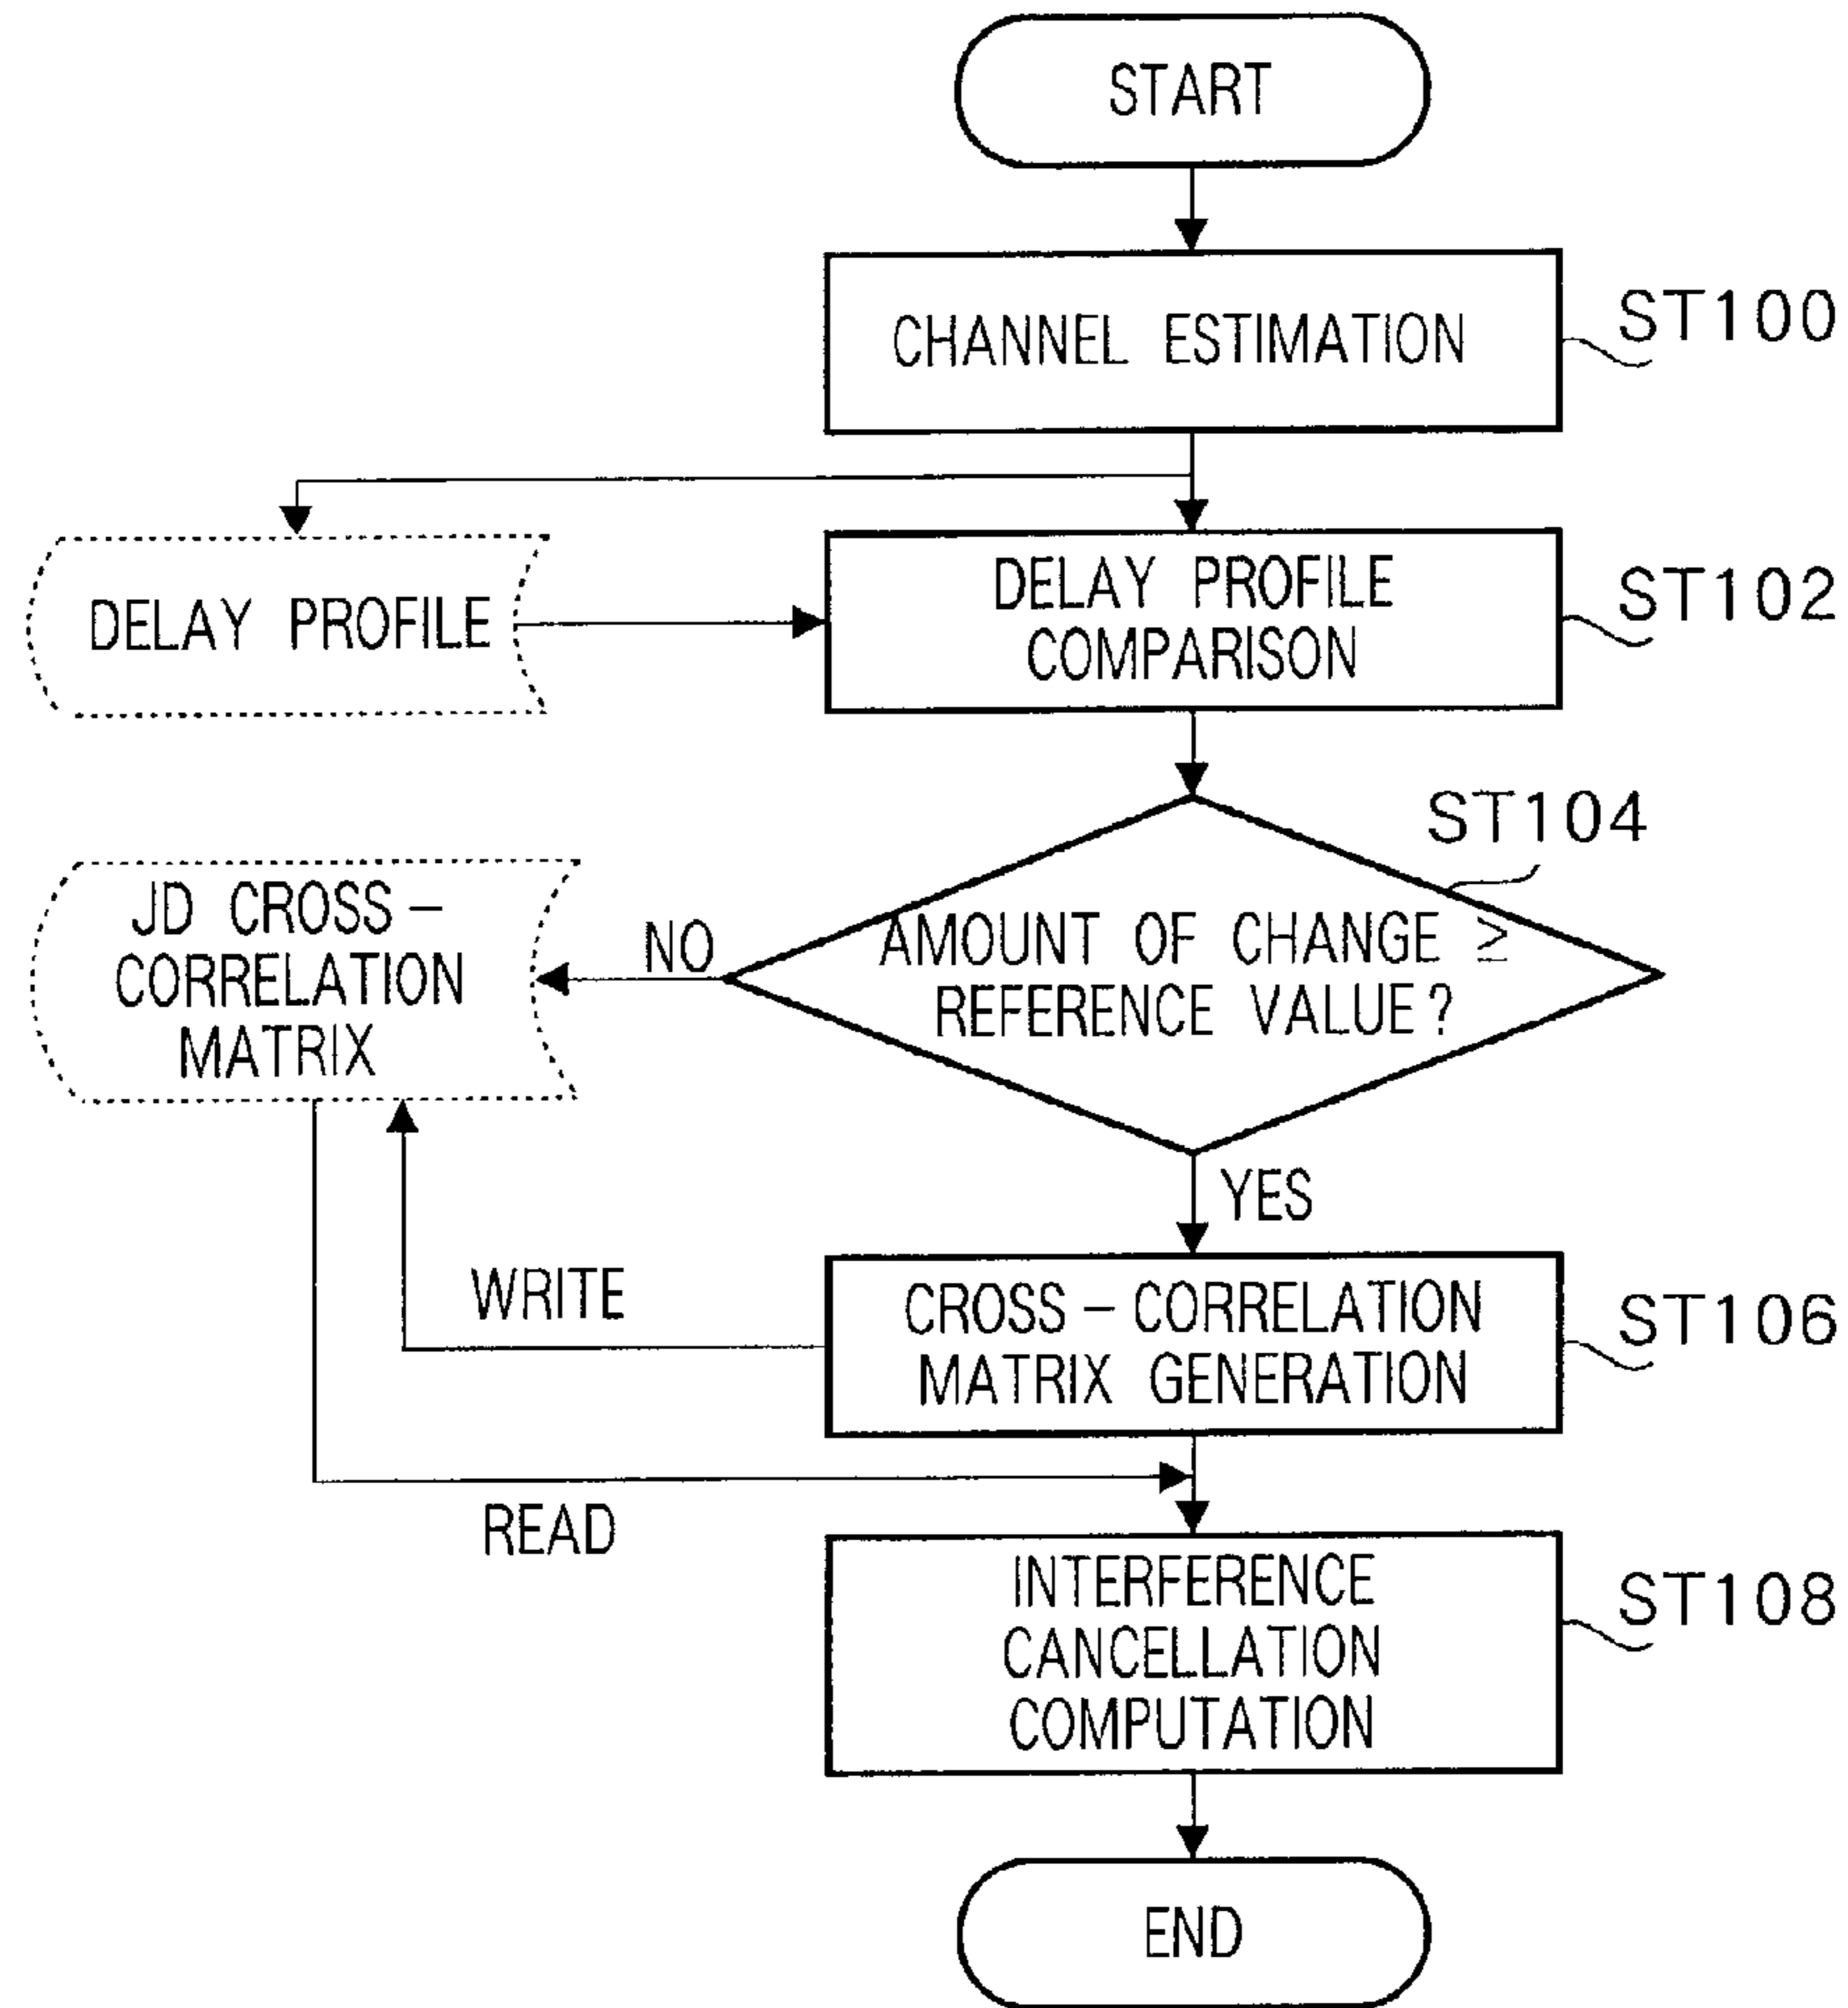 START
CHANNEL ESTIMATION
ST100
DELAY PROFILE
DELAY PROFILE
COMPARISON
ST102
ST104
AMOUNT OF CHANGE ≥
REFERENCE VALUE?
NO
JD CROSS-
CORRELATION
MATRIX
YES
WRITE
CROSS-CORRELATION
MATRIX GENERATION
ST106
READ
INTERFERENCE
CANCELLATION
COMPUTATION
ST108
END